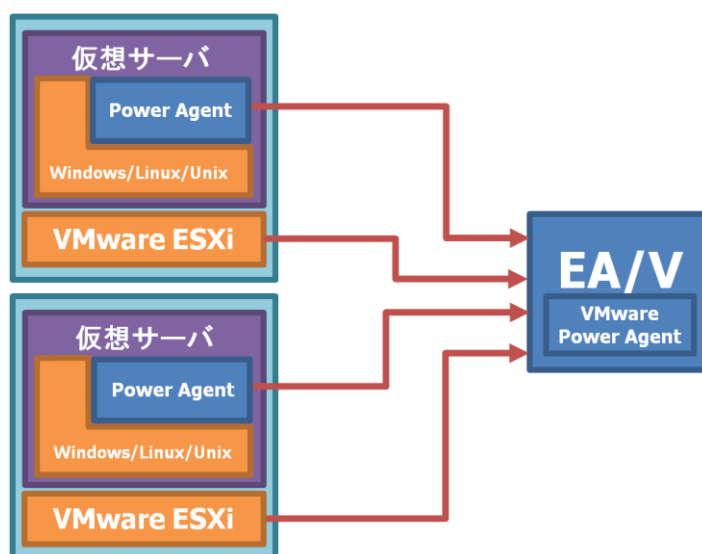 仮想サーバ
Power Agent
Windows/Linux/Unix
VMware ESXi
仮想サーバ
Power Agent
Windows/Linux/Unix
VMware ESXi
EA/V
VMware
Power Agent